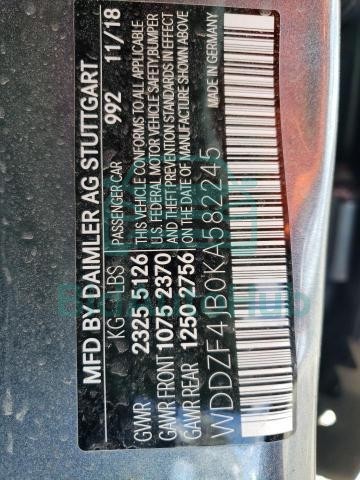 MFD BY DAIMLER AG STUTTGART
PASSENGER CAR 992 11/18
KG LBS
GVWR 2325 5126
GAWR FRONT 1075 2370
GAWR REAR 1250 2756
THIS VEHICLE CONFORMS TO ALL APPLICABLE
U.S. FEDERAL MOTOR VEHICLE SAFETY,BUMPER
AND THEFT PREVENTION STANDARDS IN EFFECT
ON THE DATE OF MANUFACTURE SHOWN ABOVE
WDDZF4JB0KA582245
MADE IN GERMANY